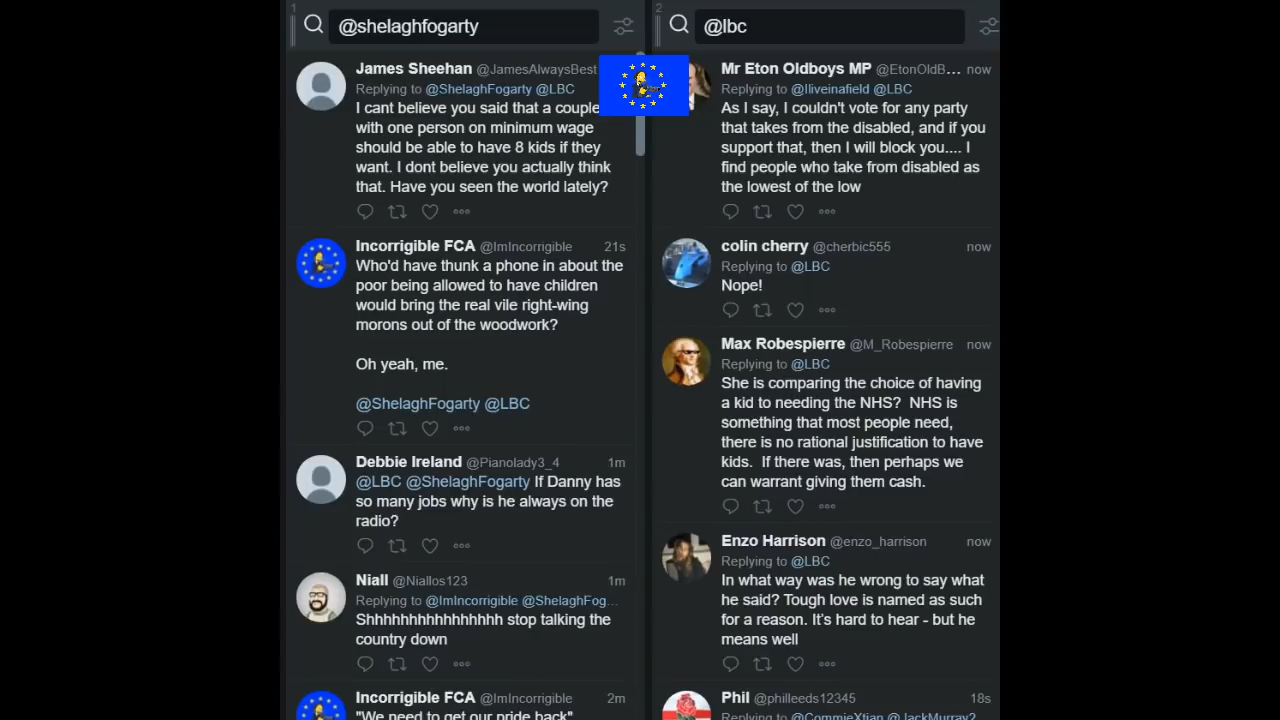 1
@shelaghfogarty
James Sheehan @JamesAlwaysBest
Replying to @ShelaghFogarty @LBC
I cant believe you said that a couple
with one person on minimum wage
should be able to have 8 kids if they
want. I dont believe you actually think
that. Have you seen the world lately?
Incorrigible FCA @ImIncorrigible 21s
Who'd have thunk a phone in about the
poor being allowed to have children
would bring the real vile right-wing
morons out of the woodwork?
Oh yeah, me.
@ShelaghFogarty @LBC
Debbie Ireland @Pianolady3_4 1m
@LBC @ShelaghFogarty If Danny has
so many jobs why is he always on the
radio?
Niall @Niallos123 1m
Replying to @ImIncorrigible @ShelaghFog...
Shhhhhhhhhhhhhhhh stop talking the
country down
Incorrigible FCA @ImIncorrigible 2m
"We need to get our pride back"
2
@lbc
Mr Eton Oldboys MP @EtonOldB... now
Replying to @Iliveinafield @LBC
As I say, I couldn't vote for any party
that takes from the disabled, and if you
support that, then I will block you.... I
find people who take from disabled as
the lowest of the low
colin cherry @cherbic555 now
Replying to @LBC
Nope!
Max Robespierre @M_Robespierre now
Replying to @LBC
She is comparing the choice of having
a kid to needing the NHS? NHS is
something that most people need,
there is no rational justification to have
kids. If there was, then perhaps we
can warrant giving them cash.
Enzo Harrison @enzo_harrison now
Replying to @LBC
In what way was he wrong to say what
he said? Tough love is named as such
for a reason. It's hard to hear - but he
means well
Phil @philleeds12345 18s
Replying to @CommieXtian @JackMurray2